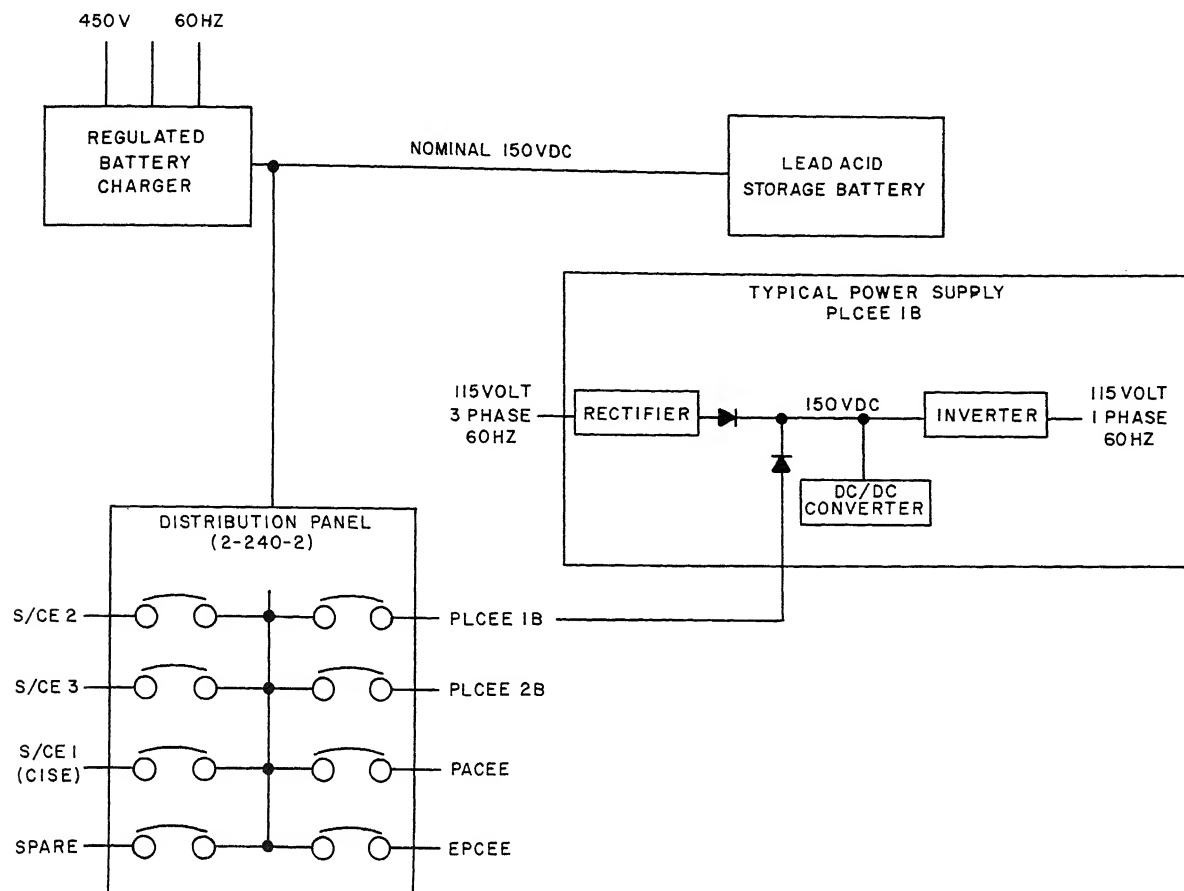 450V 60HZ
REGULATED
BATTERY
CHARGER
NOMINAL 150VDC
LEAD ACID
STORAGE BATTERY
TYPICAL POWER SUPPLY
PLCEE 1B
115VOLT
3 PHASE
60HZ
RECTIFIER
150VDC
INVERTER
115VOLT
1 PHASE
60HZ
DC/DC
CONVERTER
DISTRIBUTION PANEL
(2-240-2)
S/CE 2
PLCEE 1B
S/CE 3
PLCEE 2B
S/CE 1
(CISE)
PACEE
SPARE
EPCEE